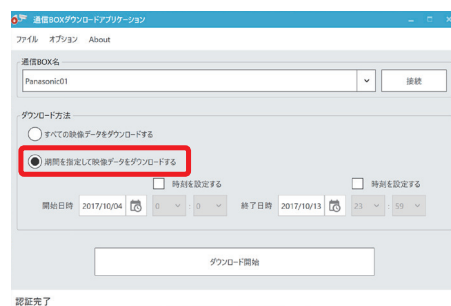 通信BOXダウンロードアプリケーション
ファイル オプション About
通信BOX名
Panasonic01 接続
ダウンロード方法
すべての映像データをダウンロードする
期間を指定して映像データをダウンロードする
時刻を設定する 時刻を設定する
開始日時 2017/10/04 0 : 0 終了日時 2017/10/13 23 : 59
ダウンロード開始
認証完了